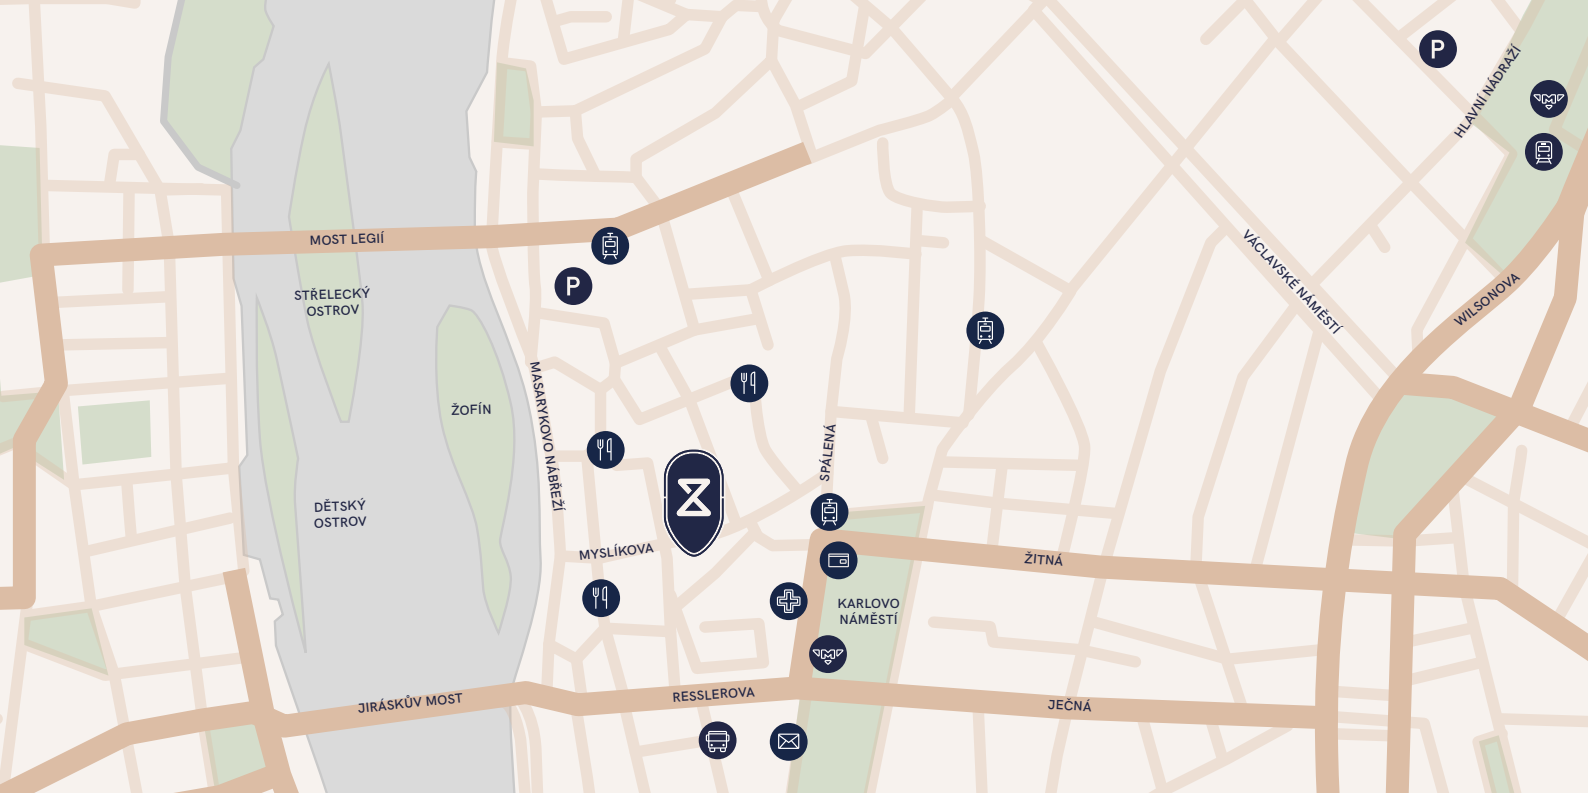 P
HLAVNÍ NÁDRAŽÍ
M
MOST LEGIÍ
VÁCLAVSKÉ NÁMĚSTÍ
P
STŘELECKÝ
OSTROV
WILSONOVA
MASARYKOVO NÁBŘEŽÍ
ŽOFÍN
SPÁLENÁ
DĚTSKÝ
OSTROV
MYSLÍKOVA
ŽITNÁ
KARLOVO
NÁMĚSTÍ
M
JIRÁSKŮV MOST
RESSLEROVA
JEČNÁ